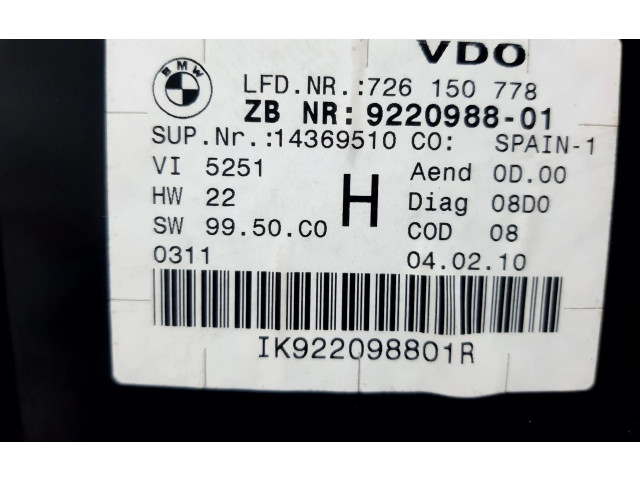 VDO
BMW
LFD.NR.:726 150 778
ZB NR: 9220988-01
SUP.Nr.:14369510 CO: SPAIN-1
VI 5251 Aend 0D.00
HW 22 H Diag 08D0
SW 99.50.C0 COD 08
0311 04.02.10
IK922098801R